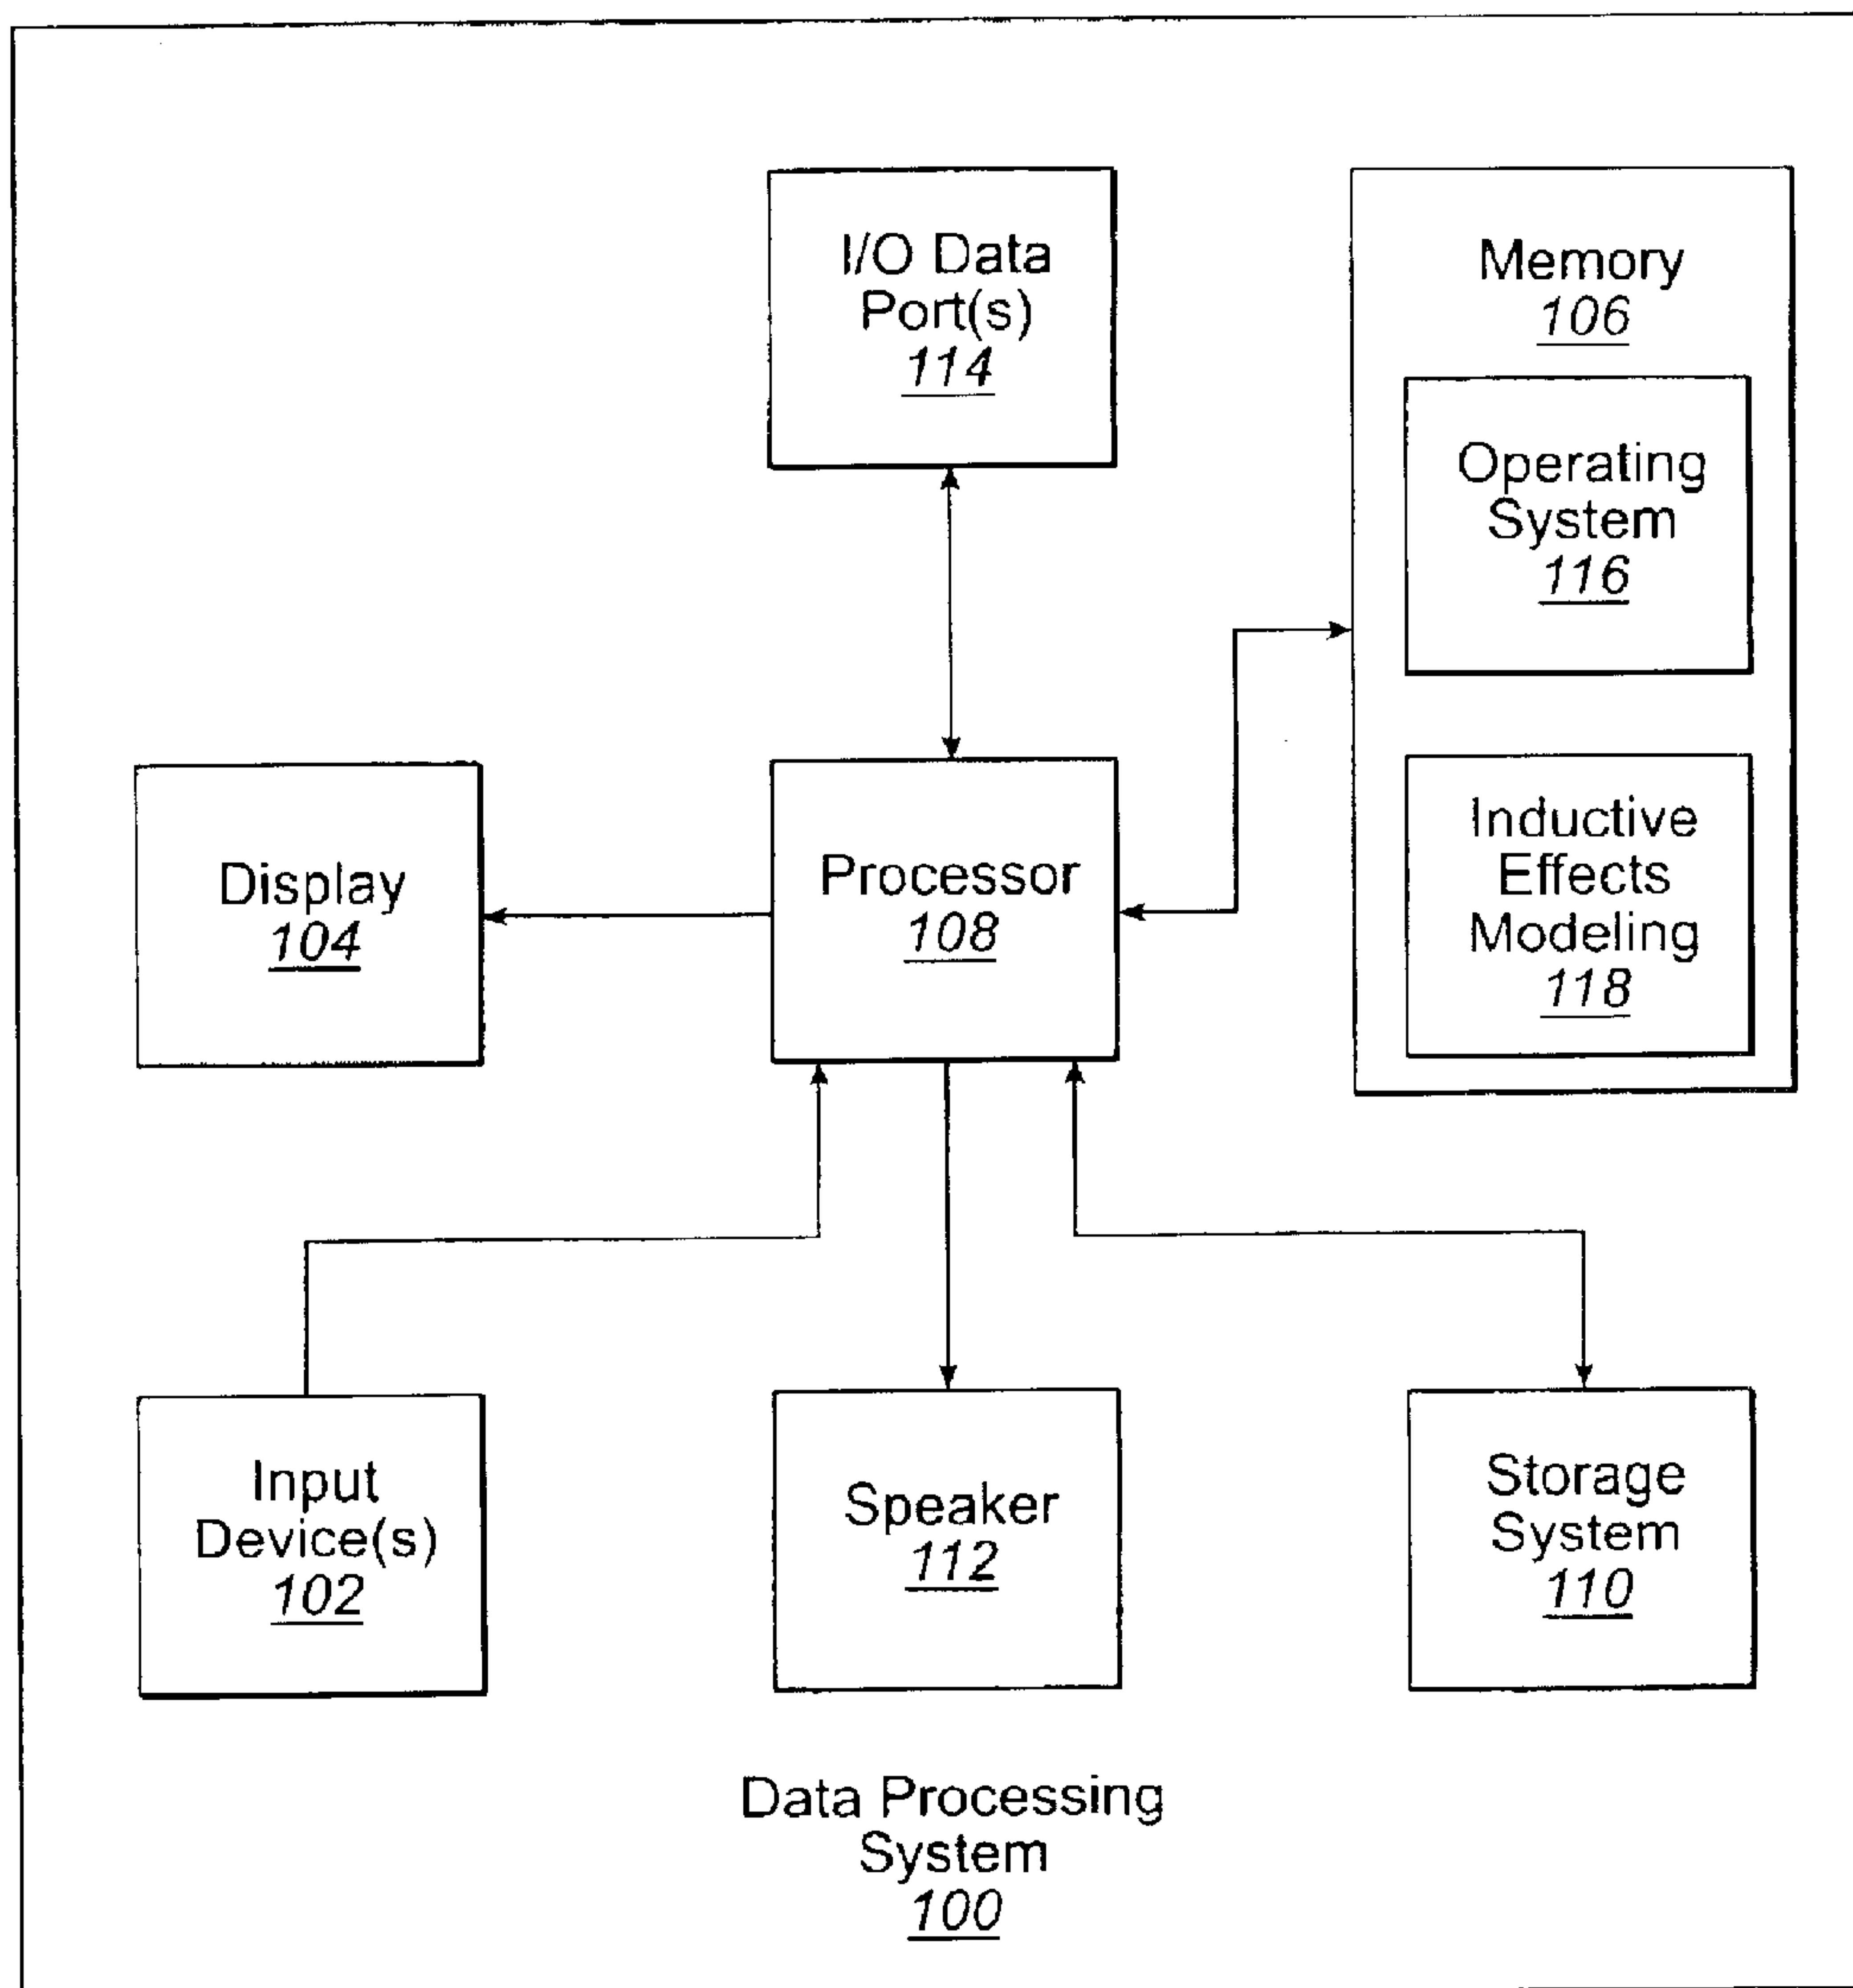 I/O Data
Port(s)
114
Memory
106
Operating
System
116
Inductive
Effects
Modeling
118
Display
104
Processor
108
Input
Device(s)
102
Speaker
112
Storage
System
110
Data Processing
System
100